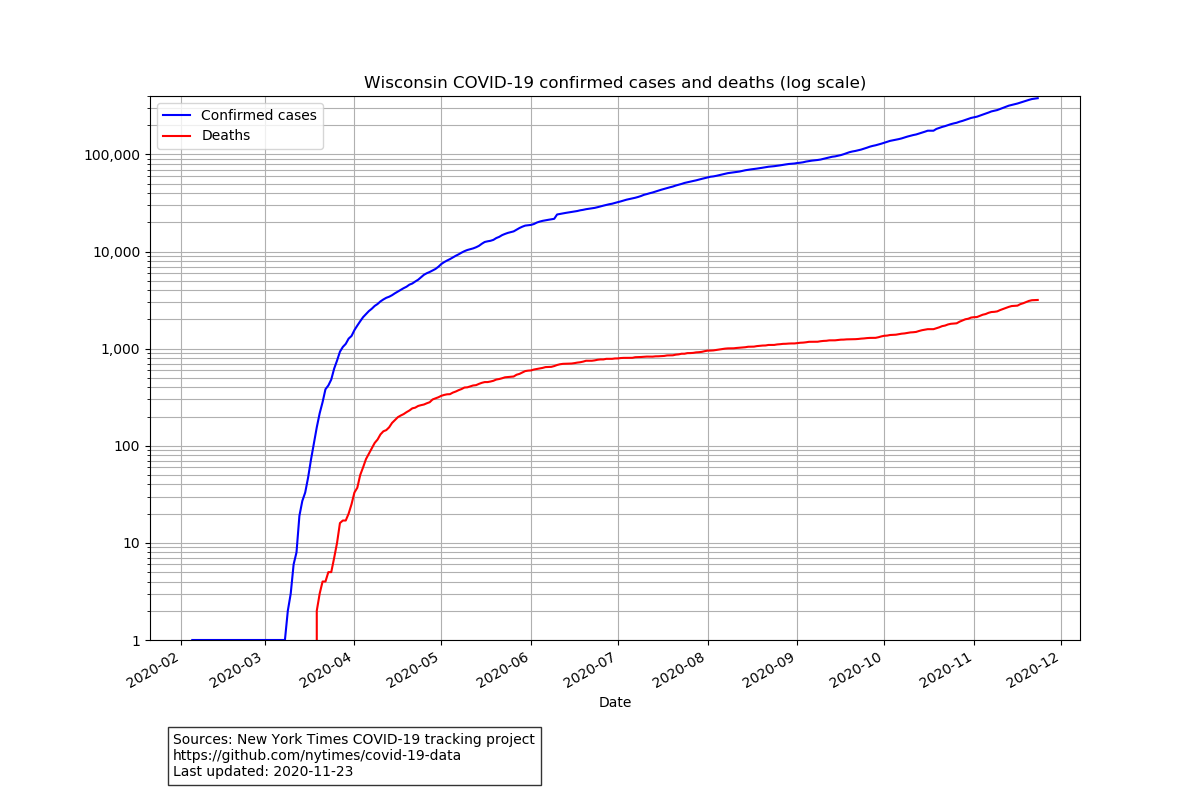 Wisconsin COVID-19 confirmed cases and deaths (log scale)
Confirmed cases
Deaths
100,000
10,000
1,000
100
10
1
2020-02
2020-03
2020-04
2020-05
2020-06
2020-07
2020-08
2020-09
2020-10
2020-11
2020-12
Date
Sources: New York Times COVID-19 tracking project
https://github.com/nytimes/covid-19-data
Last updated: 2020-11-23